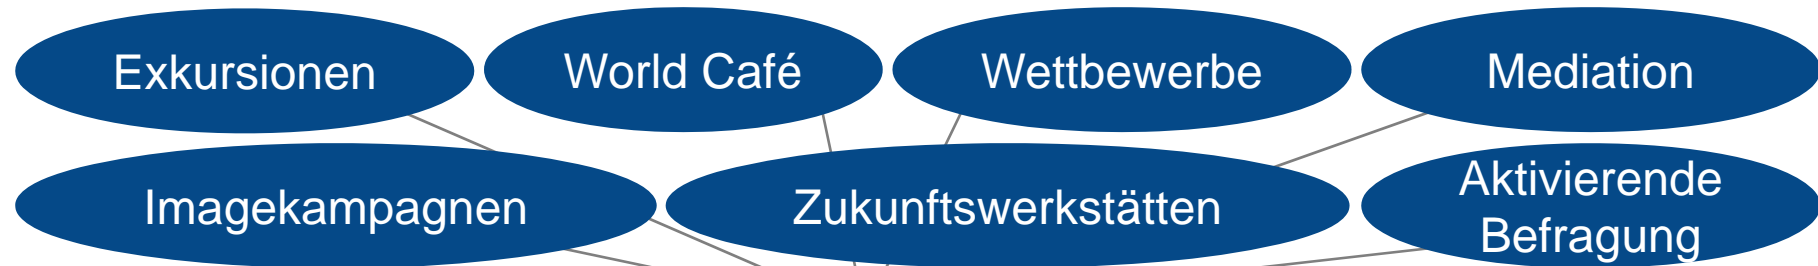 Exkursionen
World Café
Wettbewerbe
Mediation
Imagekampagnen
Zukunftswerkstätten
Aktivierende
Befragung